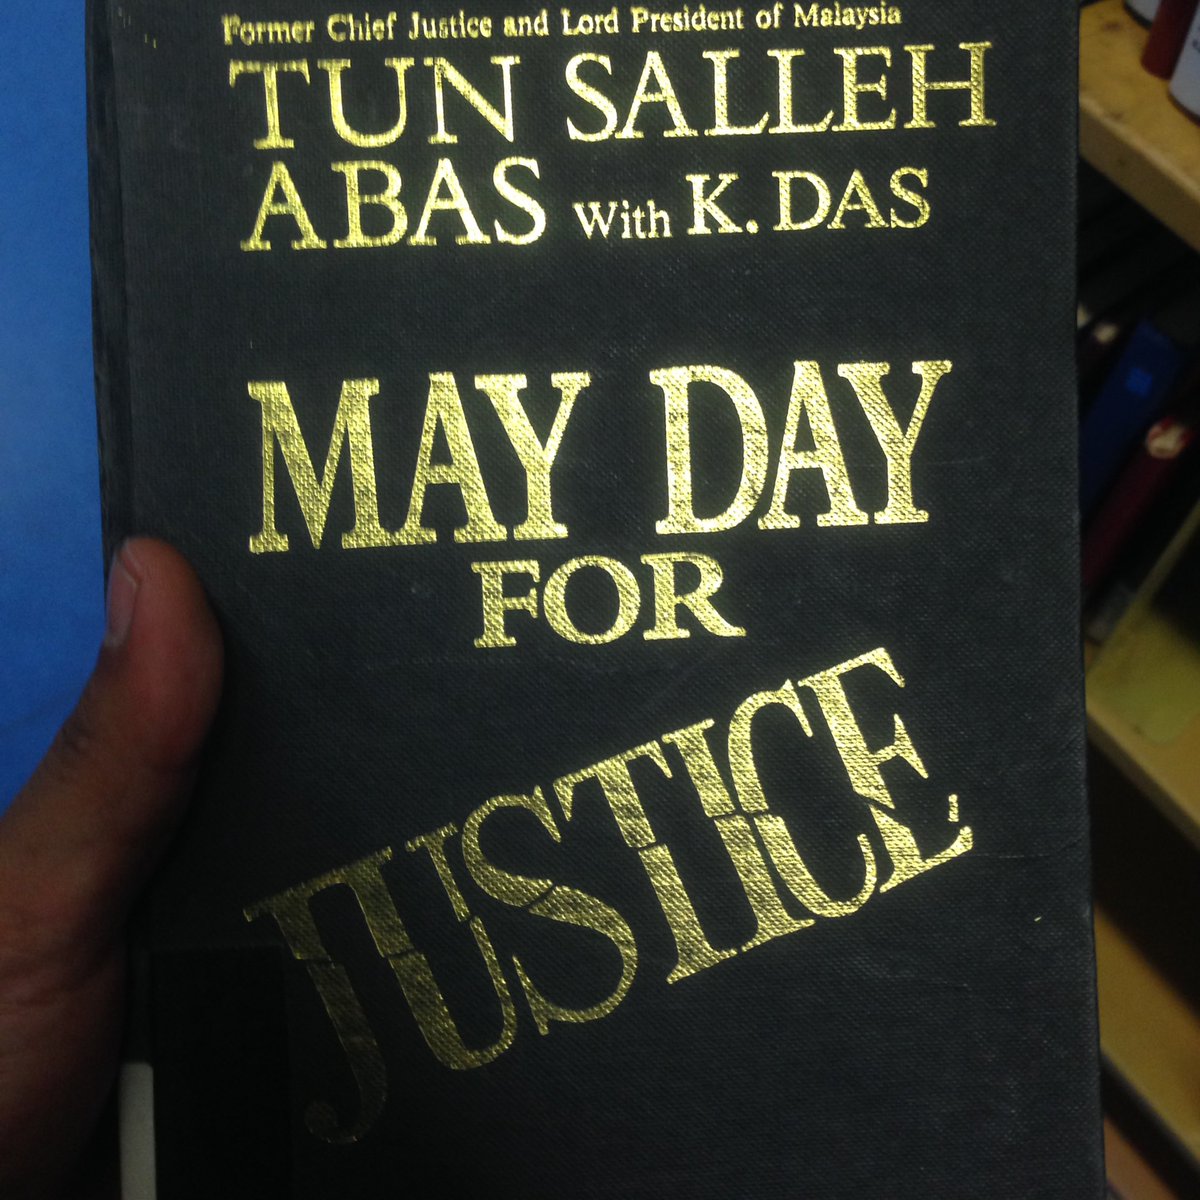 Former Chief Justice and Lord President of Malaysia
TUN SALLEH
ABAS With K. DAS
MAY DAY
FOR
JUSTICE